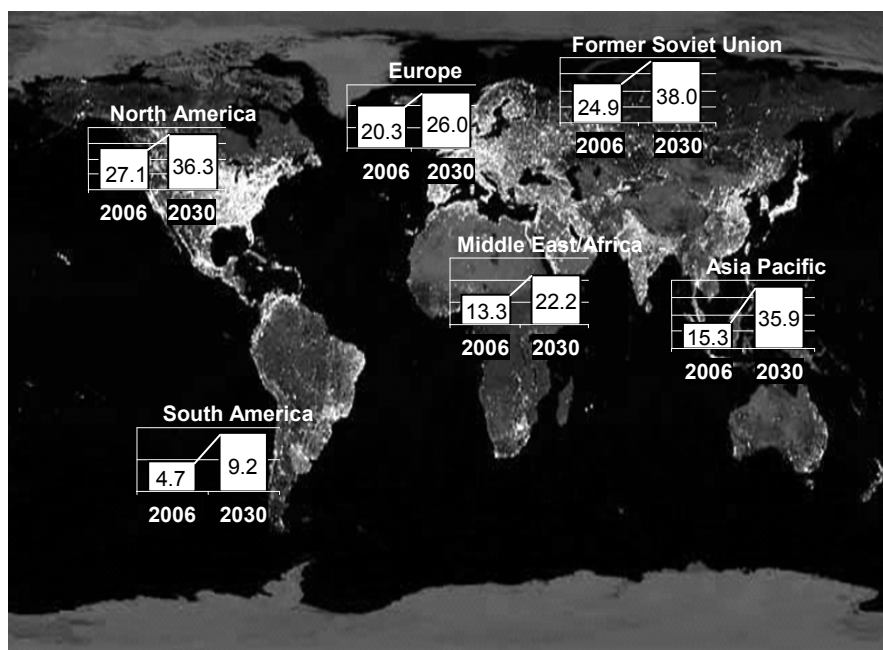 Former Soviet Union
24.9 38.0
2006 2030
Europe
20.3 26.0
2006 2030
North America
27.1 36.3
2006 2030
Middle East/Africa
13.3 22.2
2006 2030
Asia Pacific
15.3 35.9
2006 2030
South America
4.7 9.2
2006 2030